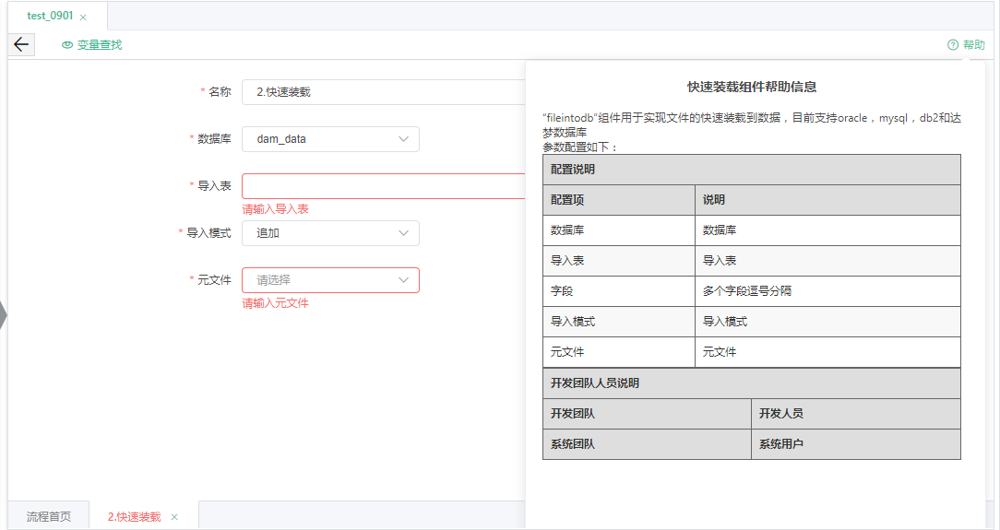 test_0901 ×
变量查找
帮助
* 名称 2.快速装载
* 数据库 dam_data
* 导入表
请输入导入表
* 导入模式 追加
* 元文件 请选择
请输入元文件
快速装载组件帮助信息
"fileintodb"组件用于实现文件的快速装载到数据，目前支持oracle，mysql，db2和达
梦数据库
参数配置如下：
配置说明
配置项 说明
数据库 数据库
导入表 导入表
字段 多个字段逗号分隔
导入模式 导入模式
元文件 元文件
开发团队人员说明
开发团队 开发人员
系统团队 系统用户
流程首页 2.快速装载 ×